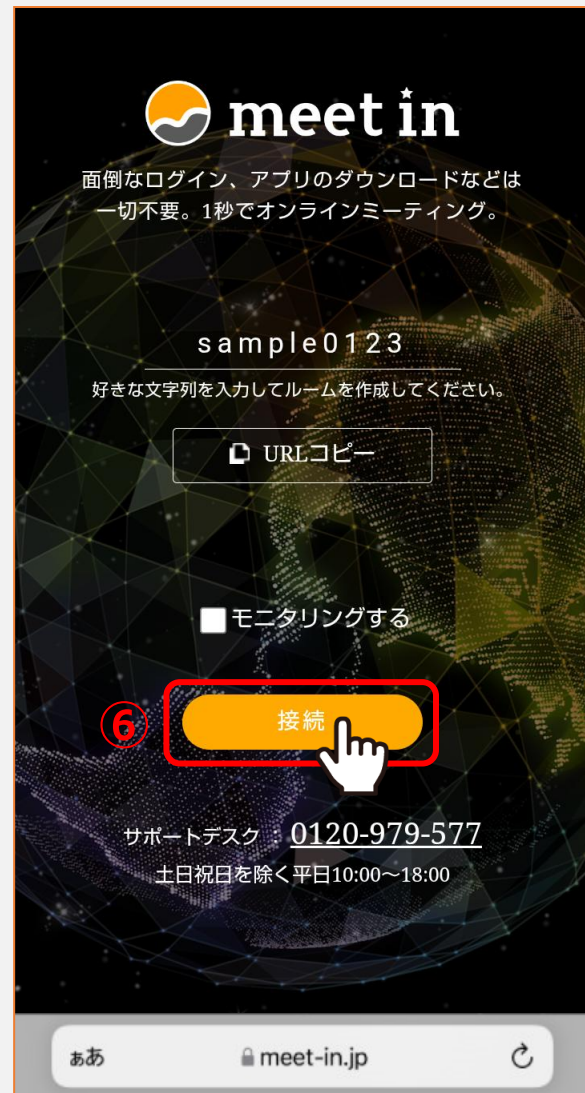 meet in
面倒なログイン、アプリのダウンロードなどは
一切不要。1秒でオンラインミーティング。
sample0123
好きな文字列を入力してルームを作成してください。
URLコピー
モニタリングする
⑥
接続
サポートデスク : 0120-979-577
土日祝日を除く平日10:00〜18:00
ぁあ meet-in.jp